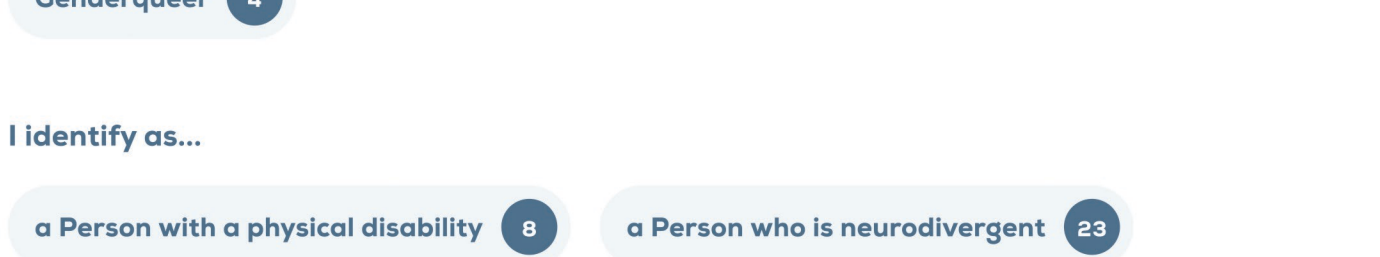 Genderqueer 4
I identify as...
a Person with a physical disability 8 a Person who is neurodivergent 23